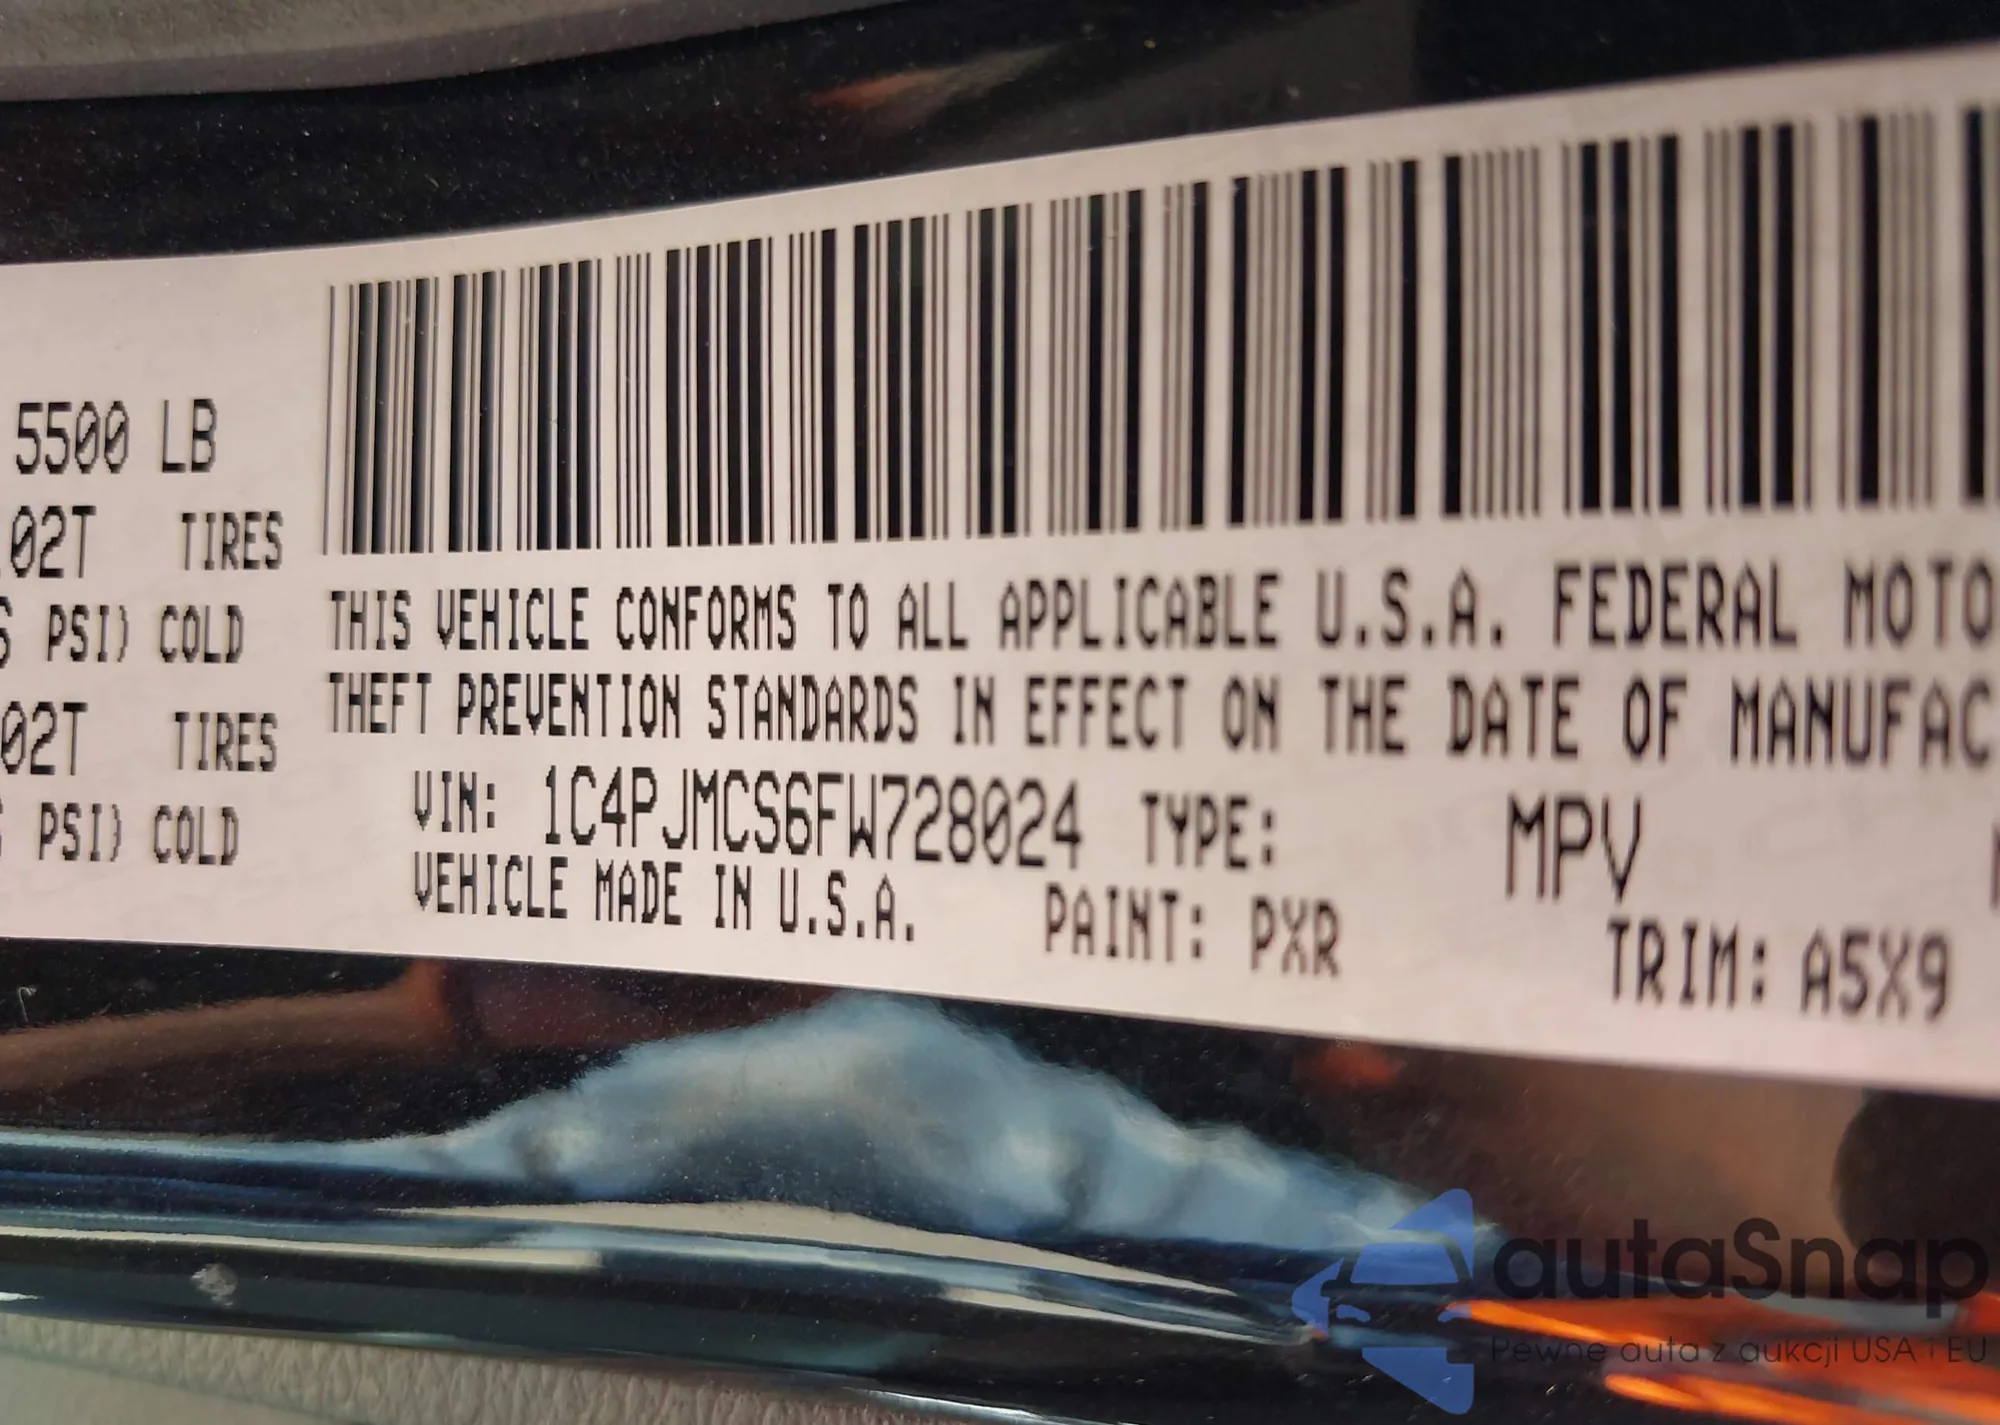 5500 LB
02T TIRES
PSI) COLD
02T TIRES
PSI) COLD
THIS VEHICLE CONFORMS TO ALL APPLICABLE U.S.A. FEDERAL MOTO
THEFT PREVENTION STANDARDS IN EFFECT ON THE DATE OF MANUFAC
VIN: 1C4PJMCS6FW728024 TYPE: MPV
VEHICLE MADE IN U.S.A. PAINT: PXR TRIM: A5X9
autaSnap
Pewne auta z aukcji USA i EU